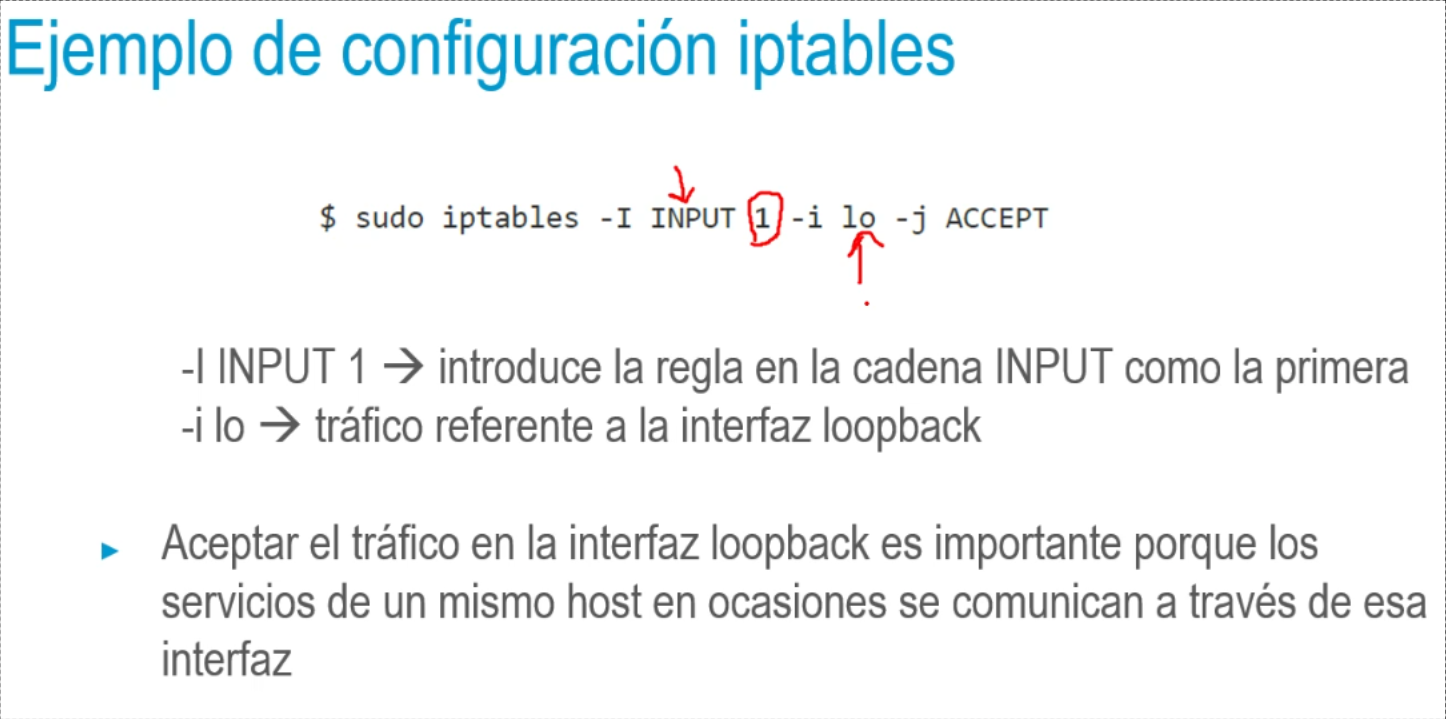 Ejemplo de configuración iptables
$ sudo iptables -I INPUT 1 -i lo -j ACCEPT
-I INPUT 1 → introduce la regla en la cadena INPUT como la primera
-i lo → tráfico referente a la interfaz loopback
► Aceptar el tráfico en la interfaz loopback es importante porque los
servicios de un mismo host en ocasiones se comunican a través de esa
interfaz